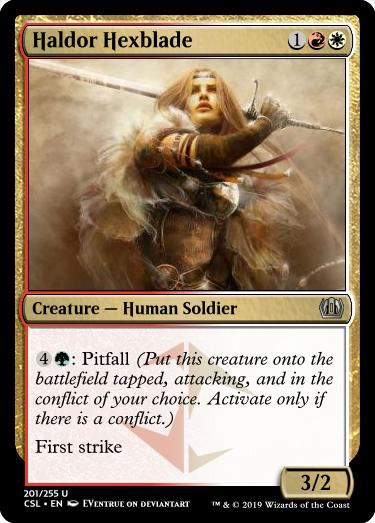 Haldor Hexblade 1
Creature — Human Soldier
4 : Pitfall (Put this creature onto the
battlefield tapped, attacking, and in the
conflict of your choice. Activate only if
there is a conflict.)
First strike
3/2
201/255 U
CSL • EN EVentrue on deviantart ™ & © 2019 Wizards of the Coast